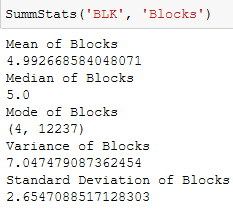 SummStats('BLK', 'Blocks')
Mean of Blocks
4.992668584048071
Median of Blocks
5.0
Mode of Blocks
(4, 12237)
Variance of Blocks
7.047479087362454
Standard Deviation of Blocks
2.6547088517128303